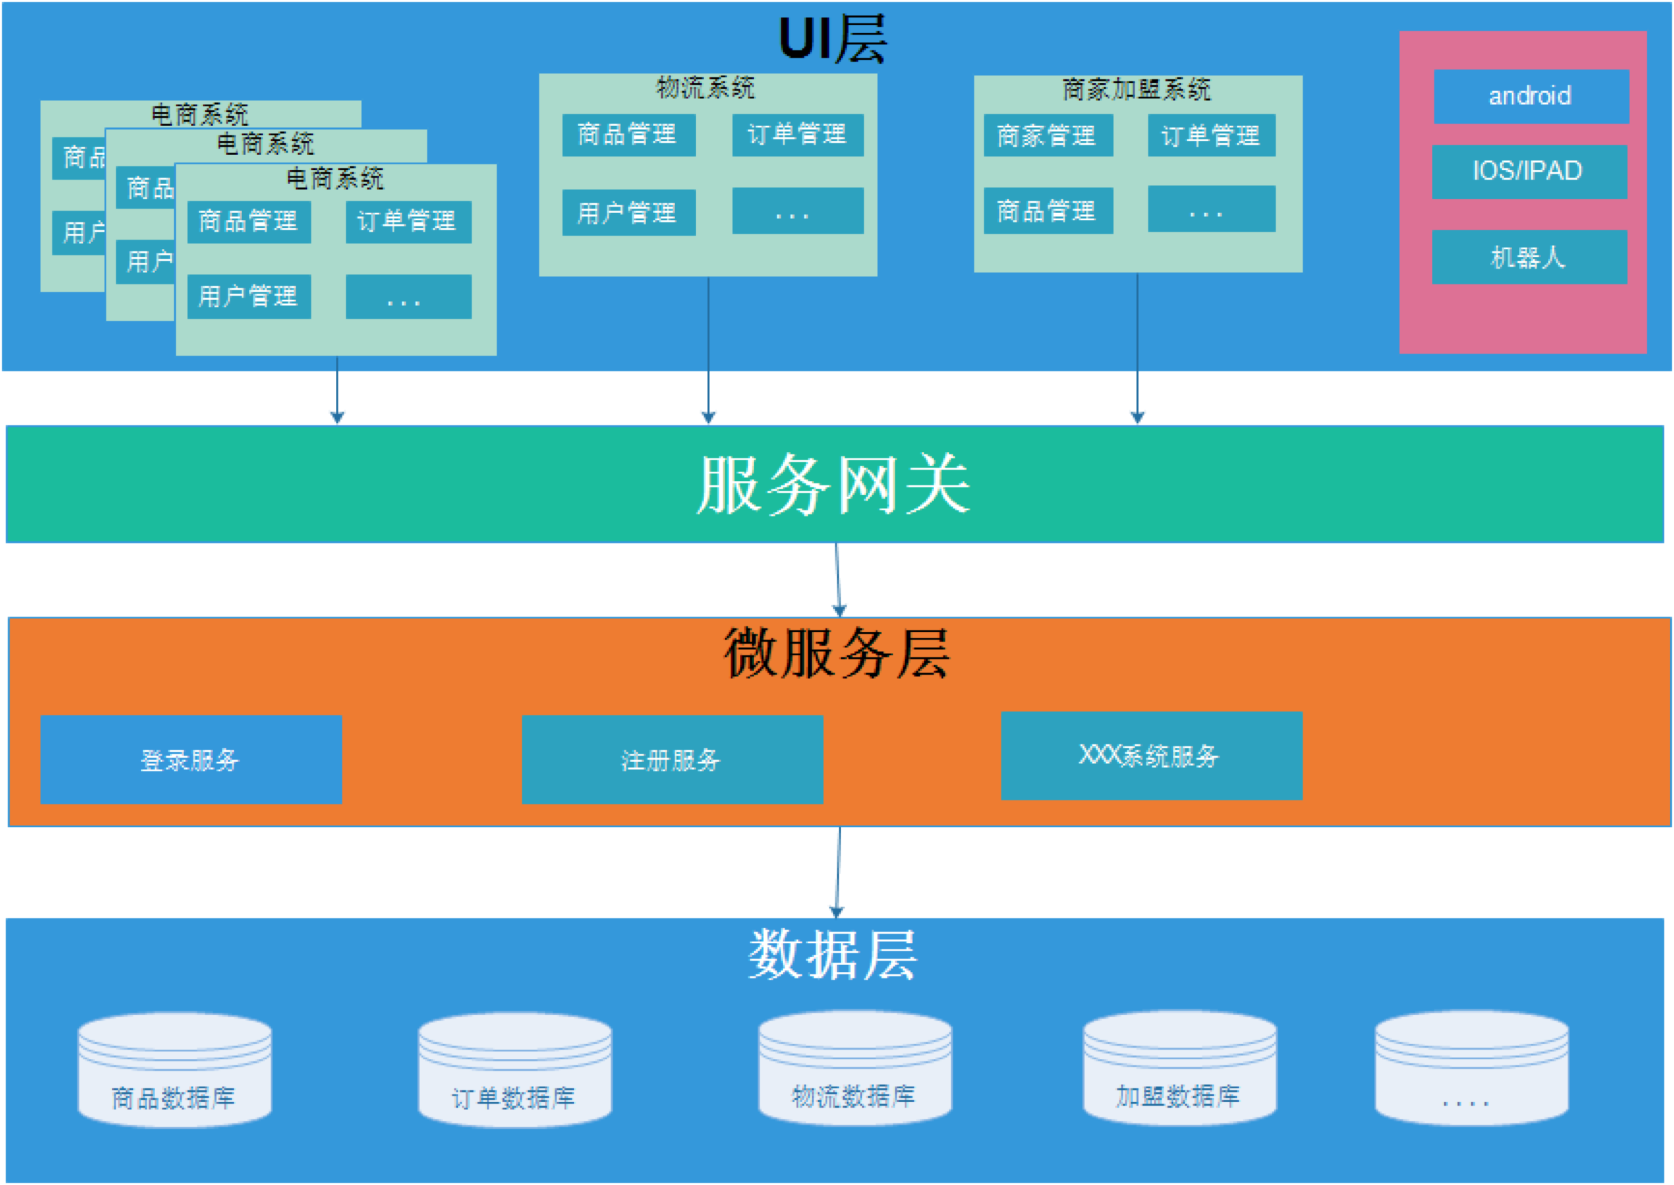 UI层
电商系统
商品
用户
电商系统
商品
用户
电商系统
商品管理
订单管理
用户管理
...
物流系统
商品管理
订单管理
用户管理
...
商家加盟系统
商家管理
订单管理
商品管理
...
android
IOS/IPAD
机器人
服务网关
微服务层
登录服务
注册服务
XXX系统服务
数据层
商品数据库
订单数据库
物流数据库
加盟数据库
....